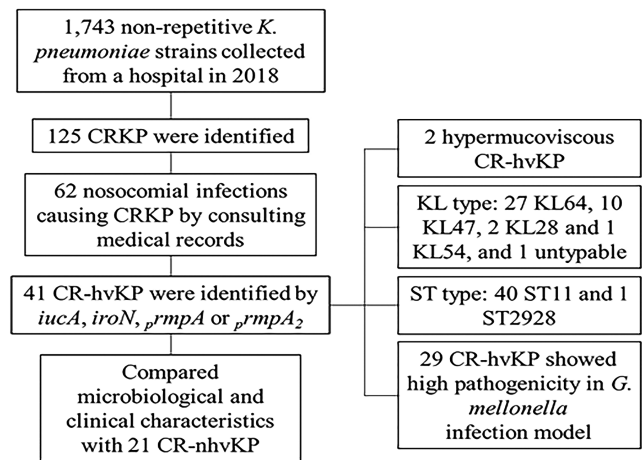 1,743 non-repetitive K.
pneumoniae strains collected
from a hospital in 2018
125 CRKP were identified
62 nosocomial infections
causing CRKP by consulting
medical records
41 CR-hvKP were identified by
iucA, iroN, prmpA or prmpA2
Compared
microbiological and
clinical characteristics
with 21 CR-nhvKP
2 hypermucoviscous
CR-hvKP
KL type: 27 KL64, 10
KL47, 2 KL28 and 1
KL54, and 1 untypable
ST type: 40 ST11 and 1
ST2928
29 CR-hvKP showed
high pathogenicity in G.
mellonella
infection model